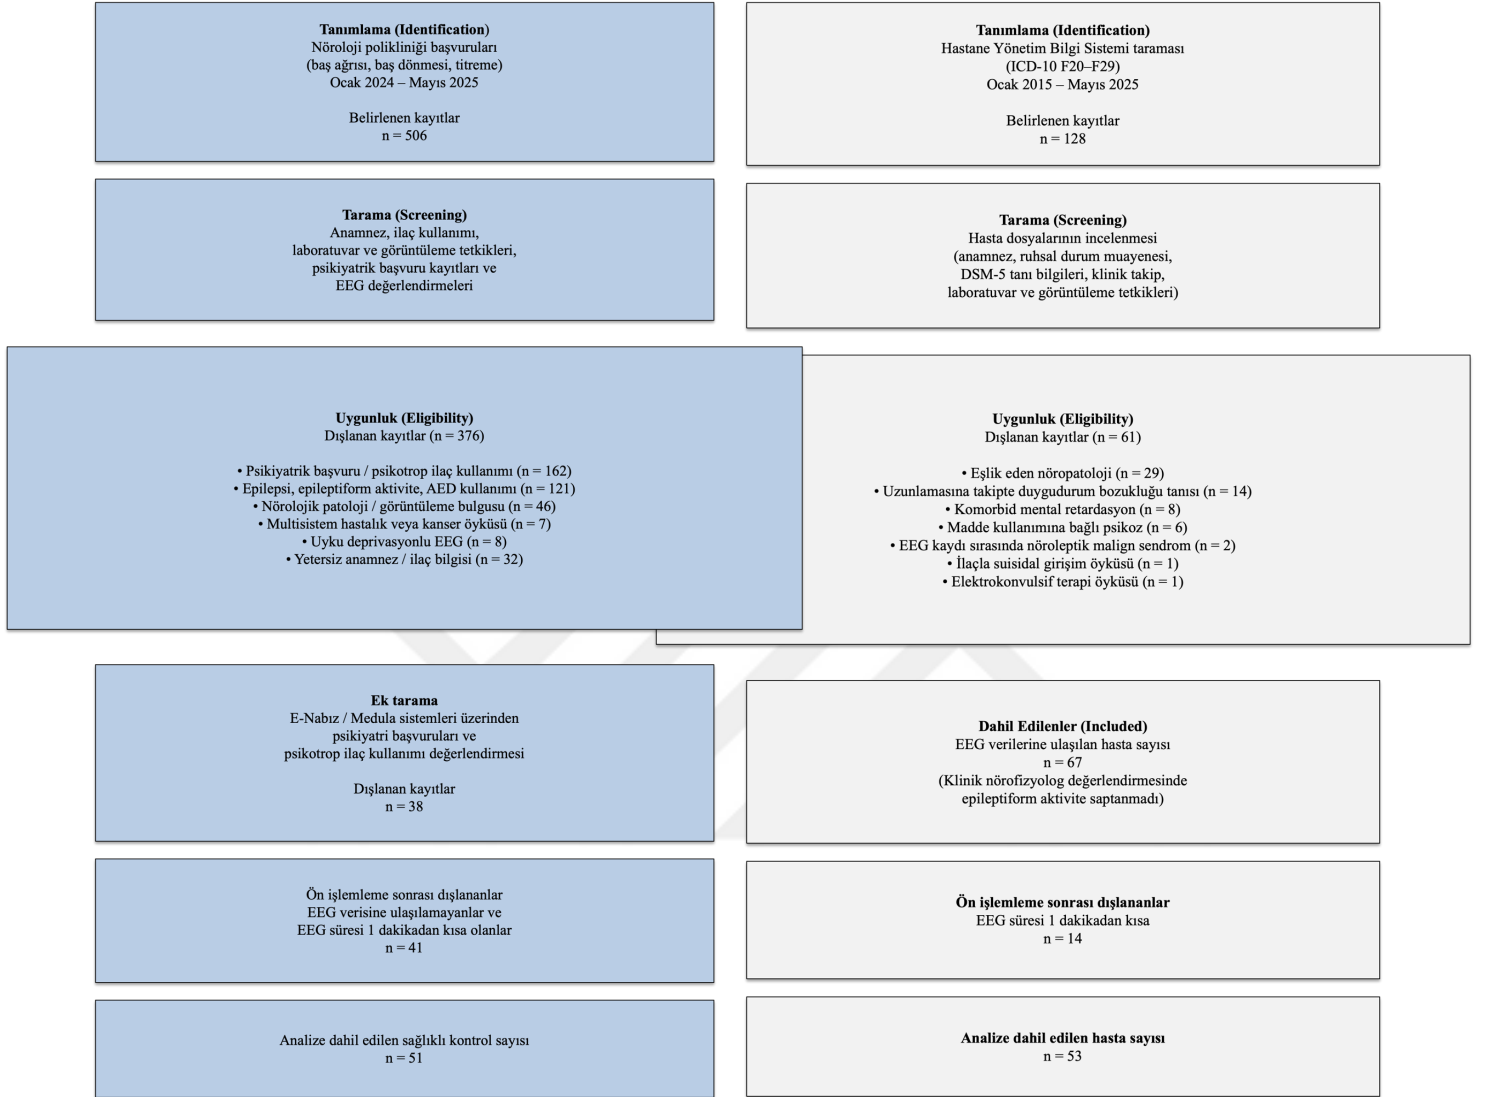 Tanımlama (Identification)
Nöroloji polikliniği başvuruları
(baş ağrısı, baş dönmesi, titreme)
Ocak 2024 – Mayıs 2025
Belirlenen kayıtlar
n = 506
Tarama (Screening)
Anamnez, ilaç kullanımı,
laboratuvar ve görüntüleme tetkikleri,
psikiyatrik başvuru kayıtları ve
EEG değerlendirmeleri
Uygunluk (Eligibility)
Dışlanan kayıtlar (n = 376)
• Psikiyatrik başvuru / psikotrop ilaç kullanımı (n = 162)
• Epilepsi, epileptiform aktivite, AED kullanımı (n = 121)
• Nörolojik patoloji / görüntüleme bulgusu (n = 46)
• Multisistem hastalık veya kanser öyküsü (n = 7)
• Uyku deprivasyonlu EEG (n = 8)
• Yetersiz anamnez / ilaç bilgisi (n = 32)
Ek tarama
E-Nabız / Medula sistemleri üzerinden
psikiyatri başvuruları ve
psikotrop ilaç kullanımı değerlendirmesi
Dışlanan kayıtlar
n = 38
Ön işlemleme sonrası dışlananlar
EEG verisine ulaşılamayanlar ve
EEG süresi 1 dakikadan kısa olanlar
n = 41
Analize dahil edilen sağlıklı kontrol sayısı
n = 51
Tanımlama (Identification)
Hastane Yönetim Bilgi Sistemi taraması
(ICD-10 F20–F29)
Ocak 2015 – Mayıs 2025
Belirlenen kayıtlar
n = 128
Tarama (Screening)
Hasta dosyalarının incelenmesi
(anamnez, ruhsal durum muayenesi,
DSM-5 tanı bilgileri, klinik takip,
laboratuvar ve görüntüleme tetkikleri)
Uygunluk (Eligibility)
Dışlanan kayıtlar (n = 61)
• Eşlik eden nöropatoloji (n = 29)
• Uzunlamasına takipte duygudurum bozukluğu tanısı (n = 14)
• Komorbid mental retardasyon (n = 8)
• Madde kullanımına bağlı psikoz (n = 6)
• EEG kaydı sırasında nöroleptik malign sendrom (n = 2)
• İlaçla suisidal girişim öyküsü (n = 1)
• Elektrokonvulsif terapi öyküsü (n = 1)
Dahil Edilenler (Included)
EEG verilerine ulaşılan hasta sayısı
n = 67
(Klinik nörofizyolog değerlendirmesinde
epileptiform aktivite saptanmadı)
Ön işlemleme sonrası dışlananlar
EEG süresi 1 dakikadan kısa
n = 14
Analize dahil edilen hasta sayısı
n = 53